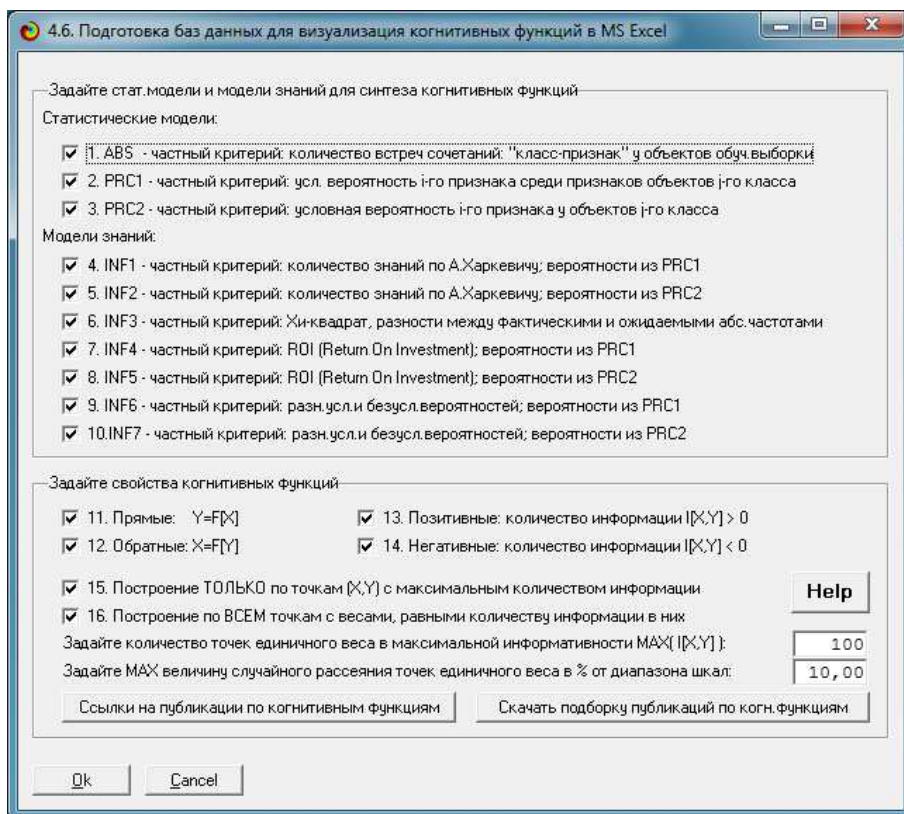 4.6. Подготовка баз данных для визуализация когнитивных функций в MS Excel
Задайте стат.модели и модели знаний для синтеза когнитивных функций
Статистические модели:
1. ABS - частный критерий: количество встреч сочетаний: "класс-признак" у объектов обуч.выборки
2. PRC1 - частный критерий: усл. вероятность i-го признака среди признаков объектов j-го класса
3. PRC2 - частный критерий: условная вероятность i-го признака у объектов j-го класса
Модели знаний:
4. INF1 - частный критерий: количество знаний по А.Харкевичу; вероятности из PRC1
5. INF2 - частный критерий: количество знаний по А.Харкевичу; вероятности из PRC2
6. INF3 - частный критерий: Хи-квадрат, разности между фактическими и ожидаемыми абс.частотами
7. INF4 - частный критерий: ROI (Return On Investment); вероятности из PRC1
8. INF5 - частный критерий: ROI (Return On Investment); вероятности из PRC2
9. INF6 - частный критерий: разн.усл.и безусл.вероятностей; вероятности из PRC1
10.INF7 - частный критерий: разн.усл.и безусл.вероятностей; вероятности из PRC2
Задайте свойства когнитивных функций
11. Прямые: Y=F(X) 13. Позитивные: количество информации I(X,Y) > 0
12. Обратные: X=F(Y) 14. Негативные: количество информации I(X,Y) < 0
15. Построение ТОЛЬКО по точкам (X,Y) с максимальным количеством информации Help
16. Построение по ВСЕМ точкам с весами, равными количеству информации в них
Задайте количество точек единичного веса в максимальной информативности MAX( I(X,Y) ): 100
Задайте MAX величину случайного рассеяния точек единичного веса в % от диапазона шкал: 10,00
Ссылки на публикации по когнитивным функциям Скачать подборку публикаций по когн.функциям
Ok Cancel